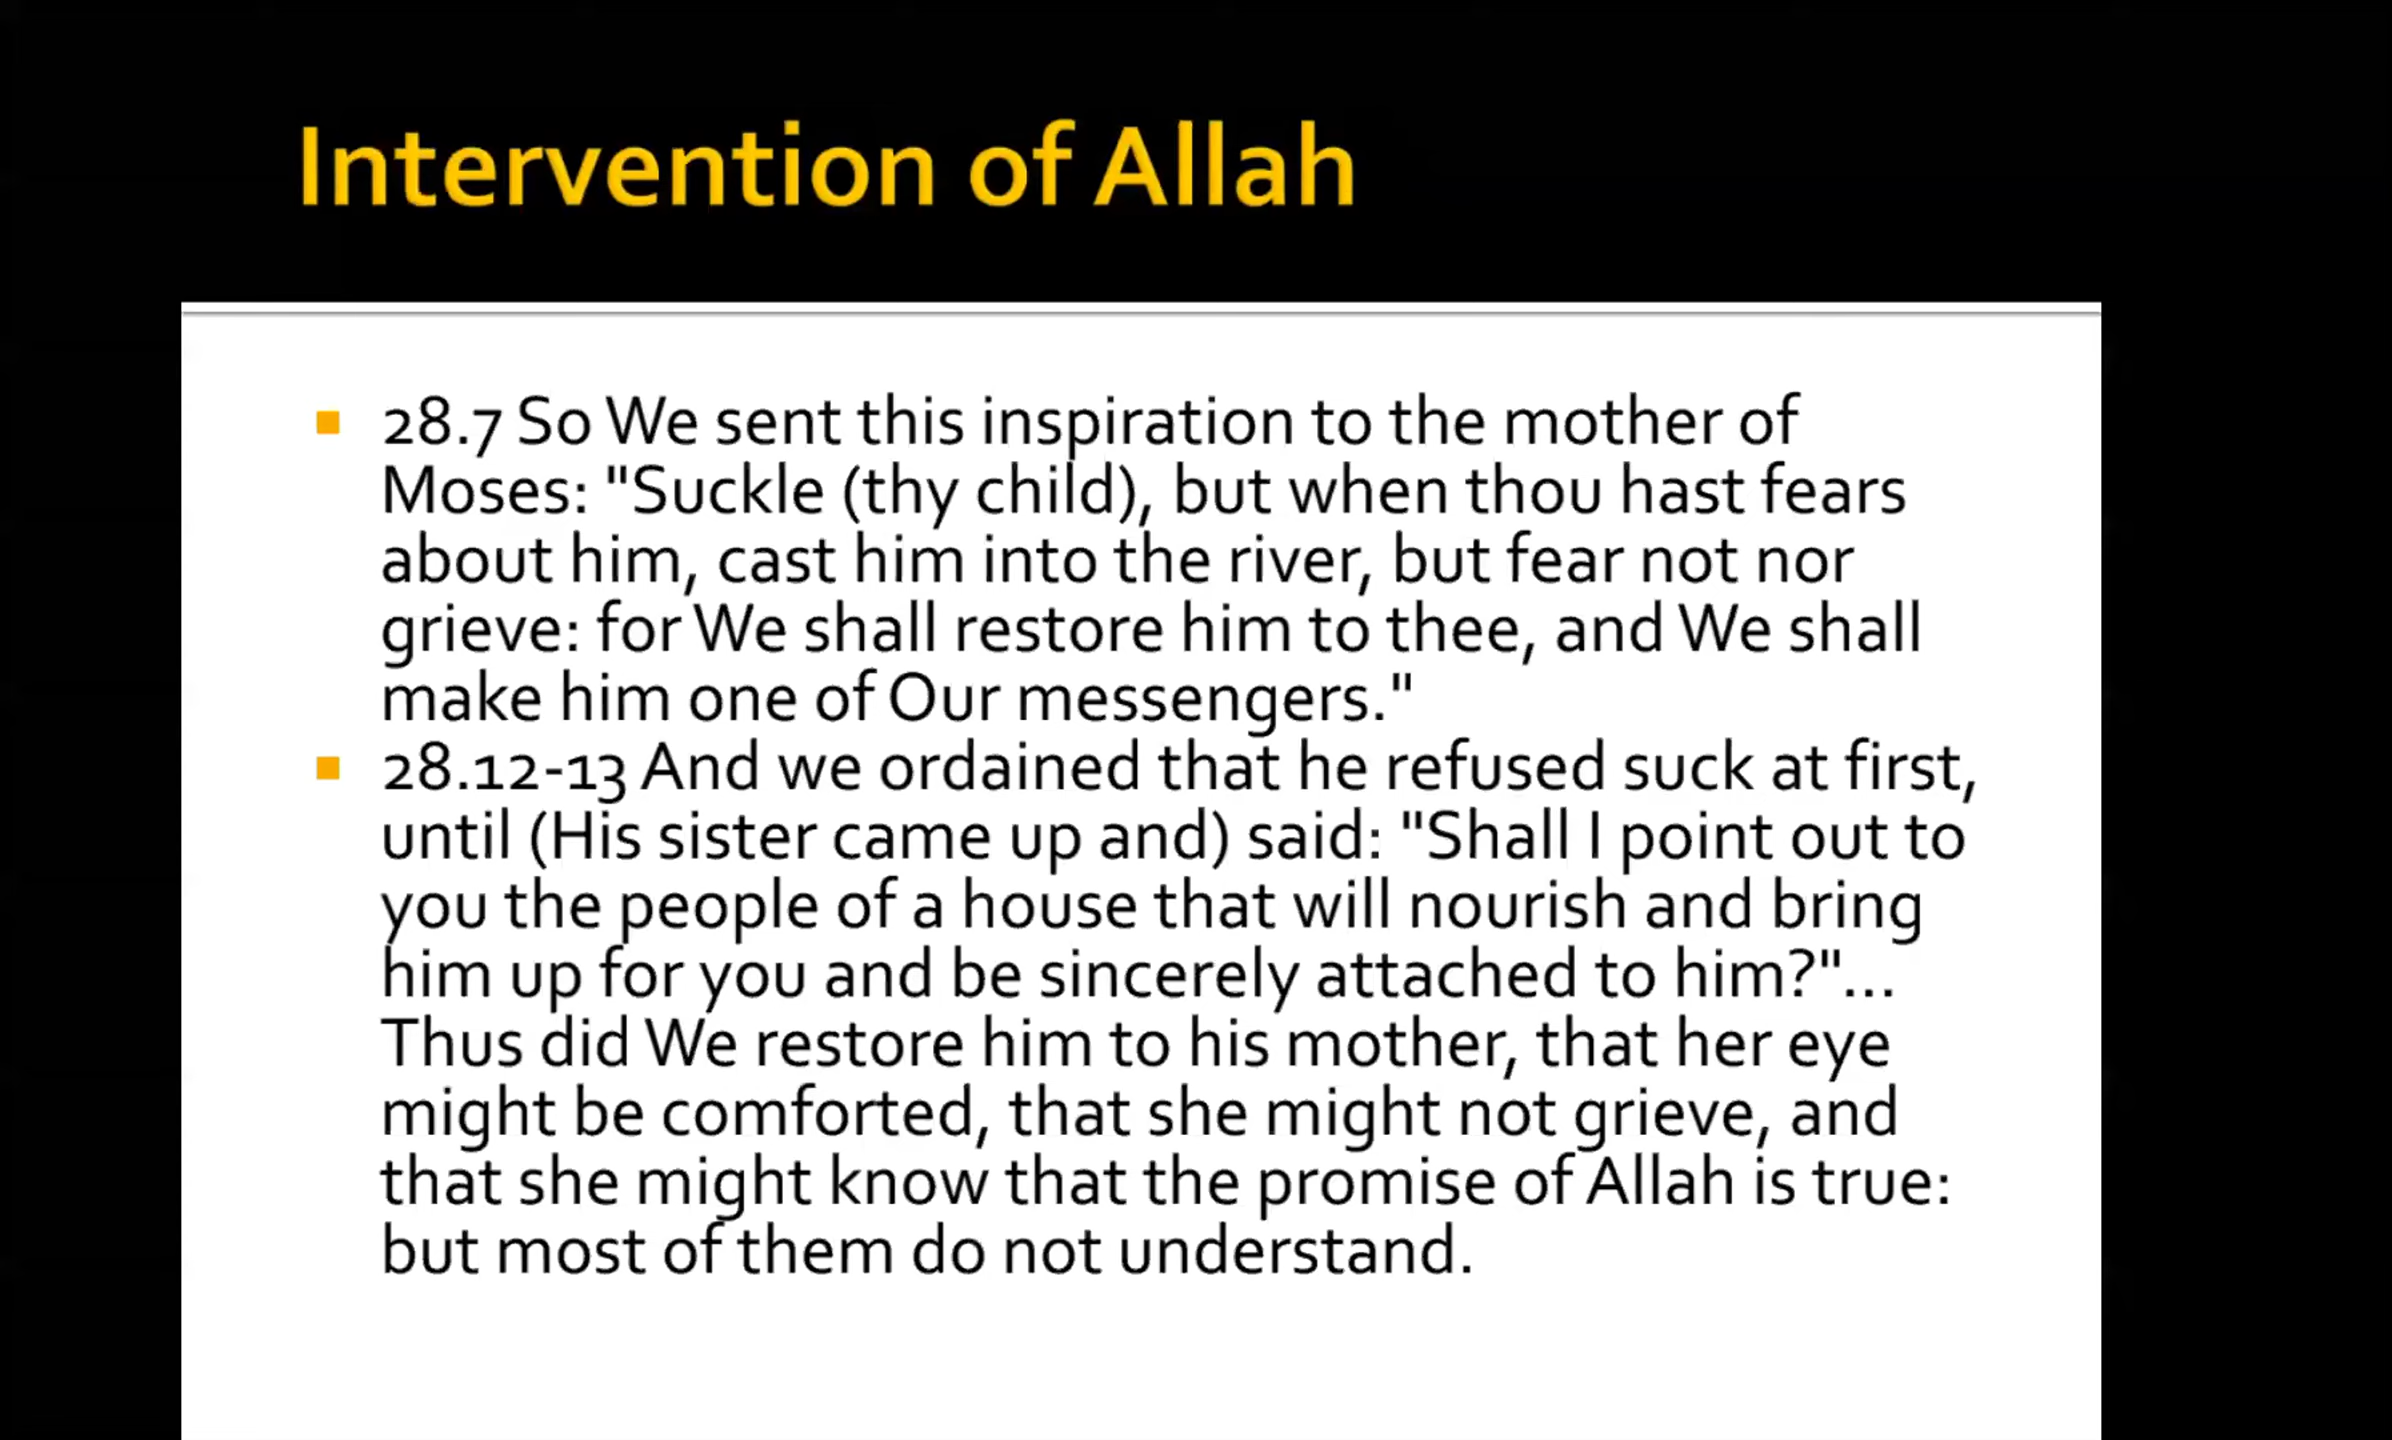 Intervention of Allah
28.7 So We sent this inspiration to the mother of
Moses: "Suckle (thy child), but when thou hast fears
about him, cast him into the river, but fear not nor
grieve: for We shall restore him to thee, and We shall
make him one of Our messengers."
28.12-13 And we ordained that he refused suck at first,
until (His sister came up and) said: "Shall I point out to
you the people of a house that will nourish and bring
him up for you and be sincerely attached to him?"...
Thus did We restore him to his mother, that her eye
might be comforted, that she might not grieve, and
that she might know that the promise of Allah is true:
but most of them do not understand.